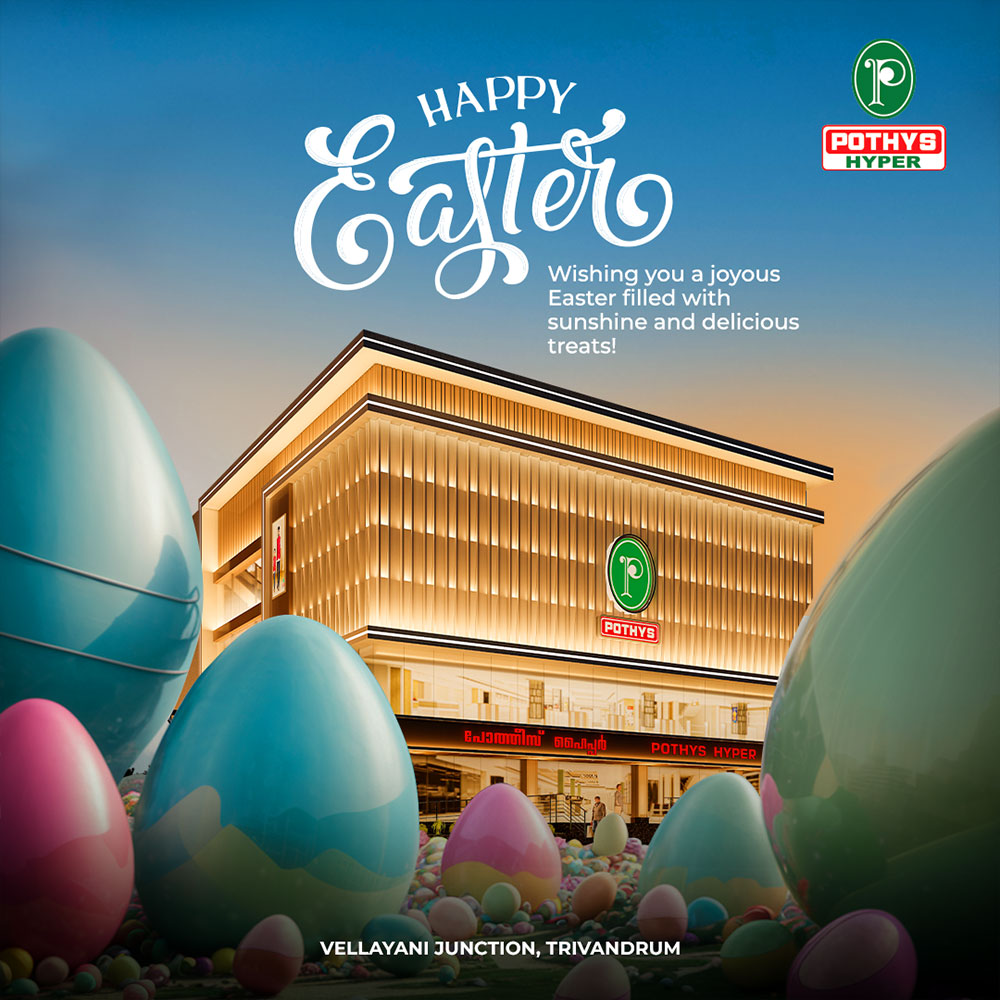 HAPPY
Easter
P
POTHYS
HYPER
Wishing you a joyous
Easter filled with
sunshine and delicious
treats!
P
POTHYS
പോത്തീസ് ഹൈപ്പർ POTHYS HYPER
VELLAYANI JUNCTION, TRIVANDRUM